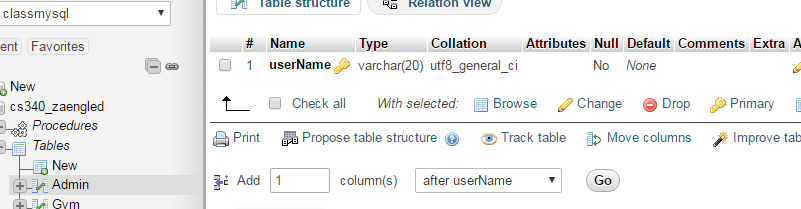 classmysql
ent Favorites
New
cs340_zaengled
Procedures
Tables
New
Admin
Gym
Table structure Relation view
# Name Type Collation Attributes Null Default Comments Extra A
1 userName varchar(20) utf8_general_ci No None
Check all With selected: Browse Change Drop Primary
Print Propose table structure Track table Move columns Improve tab
Add 1 column(s) after userName Go